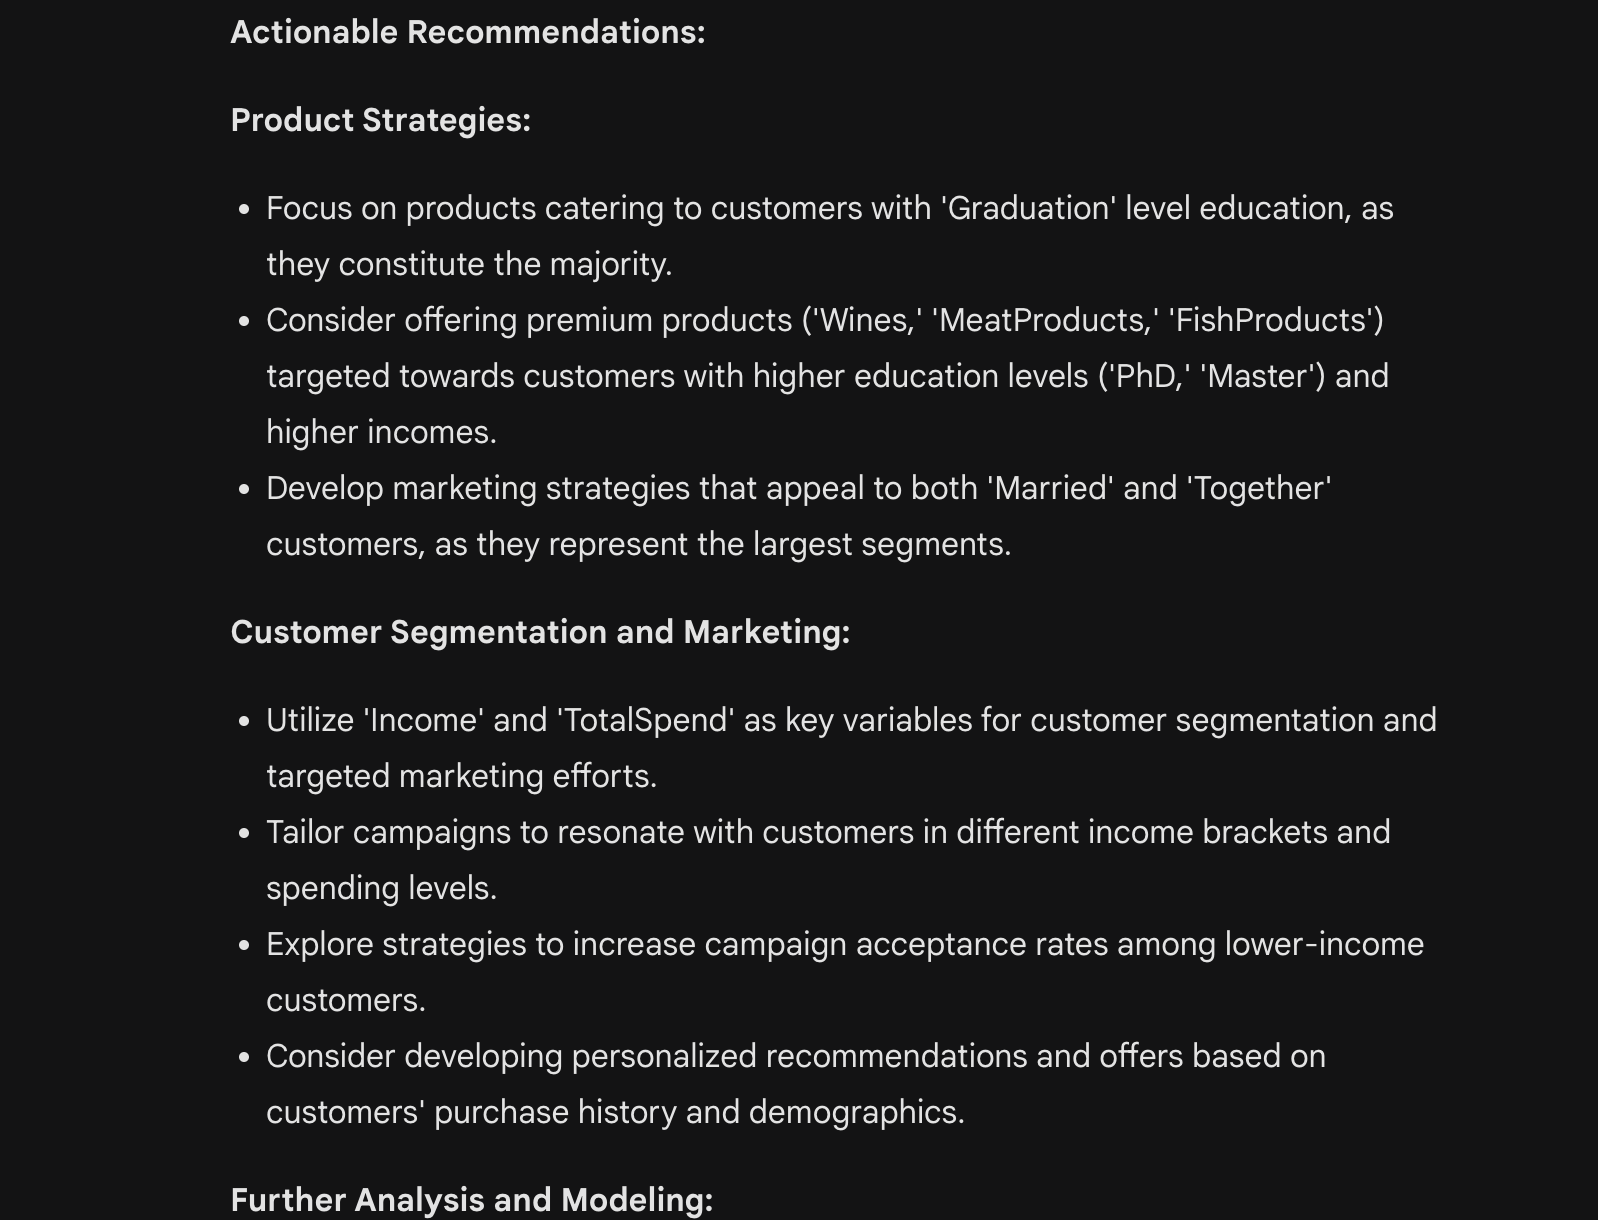 Actionable Recommendations:
Product Strategies:
• Focus on products catering to customers with 'Graduation' level education, as
they constitute the majority.
• Consider offering premium products ('Wines,' 'MeatProducts,' 'FishProducts')
targeted towards customers with higher education levels ('PhD,' 'Master') and
higher incomes.
• Develop marketing strategies that appeal to both 'Married' and 'Together'
customers, as they represent the largest segments.
Customer Segmentation and Marketing:
• Utilize 'Income' and 'TotalSpend' as key variables for customer segmentation and
targeted marketing efforts.
• Tailor campaigns to resonate with customers in different income brackets and
spending levels.
• Explore strategies to increase campaign acceptance rates among lower-income
customers.
• Consider developing personalized recommendations and offers based on
customers' purchase history and demographics.
Further Analysis and Modeling: